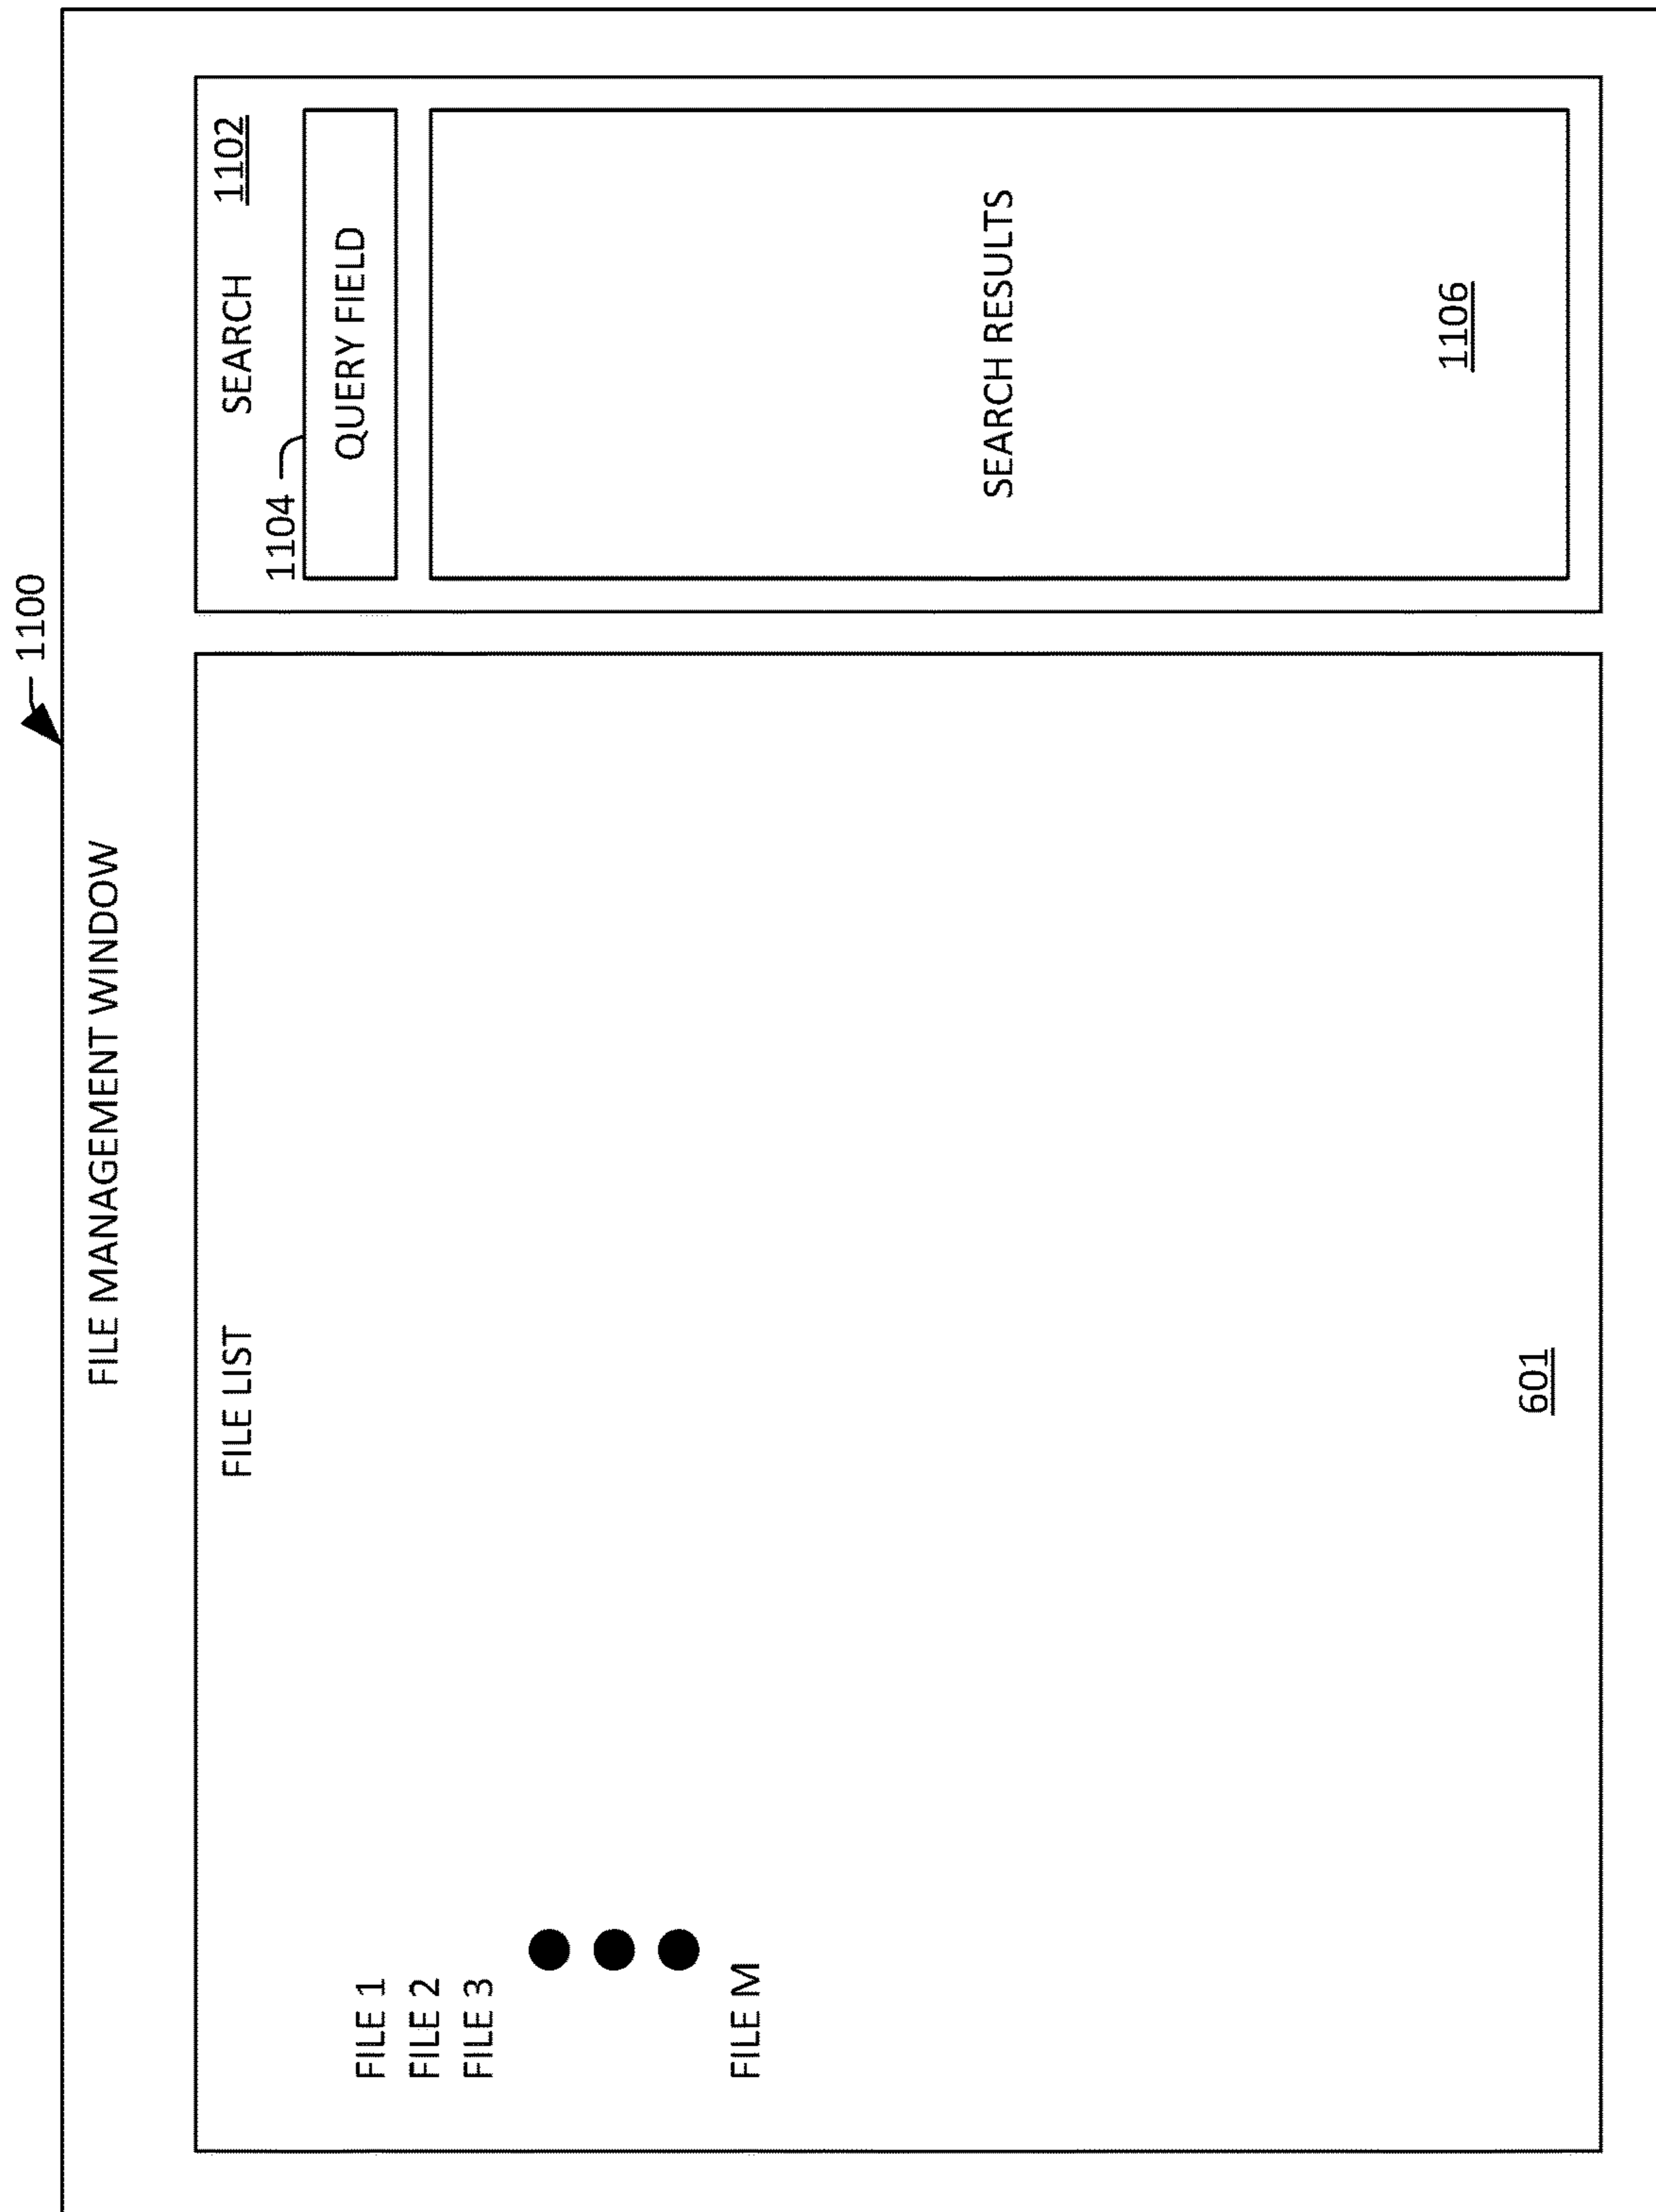 1100
FILE MANAGEMENT WINDOW
FILE LIST
FILE 1
FILE 2
FILE 3
FILE M
601
SEARCH 1102
1104
QUERY FIELD
SEARCH RESULTS
1106